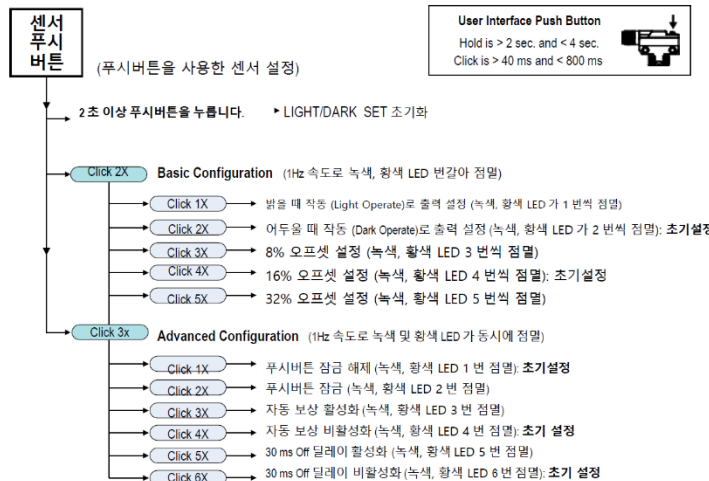 센서
푸시
버튼
(푸시버튼을 사용한 센서 설정)
User Interface Push Button
Hold is > 2 sec. and < 4 sec.
Click is > 40 ms and < 800 ms
2 초 이상 푸시버튼을 누릅니다. ‣ LIGHT/DARK SET 초기화
Click 2X Basic Configuration (1Hz 속도로 녹색, 황색 LED 번갈아 점멸)
Click 1X 밝을 때 작동 (Light Operate)로 출력 설정 (녹색, 황색 LED 가 1 번씩 점멸)
Click 2X 어두울 때 작동 (Dark Operate)로 출력 설정 (녹색, 황색 LED 가 2 번씩 점멸): 초기설정
Click 3X 8% 오프셋 설정 (녹색, 황색 LED 3 번씩 점멸)
Click 4X 16% 오프셋 설정 (녹색, 황색 LED 4 번씩 점멸): 초기설정
Click 5X 32% 오프셋 설정 (녹색, 황색 LED 5 번씩 점멸)
Click 3x Advanced Configuration (1Hz 속도로 녹색 및 황색 LED 가 동시에 점멸)
Click 1X 푸시버튼 잠금 해제 (녹색, 황색 LED 1 번 점멸): 초기설정
Click 2X 푸시버튼 잠금 (녹색, 황색 LED 2 번 점멸)
Click 3X 자동 보상 활성화 (녹색, 황색 LED 3 번 점멸)
Click 4X 자동 보상 비활성화 (녹색, 황색 LED 4 번 점멸): 초기 설정
Click 5X 30 ms Off 딜레이 활성화 (녹색, 황색 LED 5 번 점멸)
Click 6X 30 ms Off 딜레이 비활성화 (녹색, 황색 LED 6 번 점멸): 초기 설정